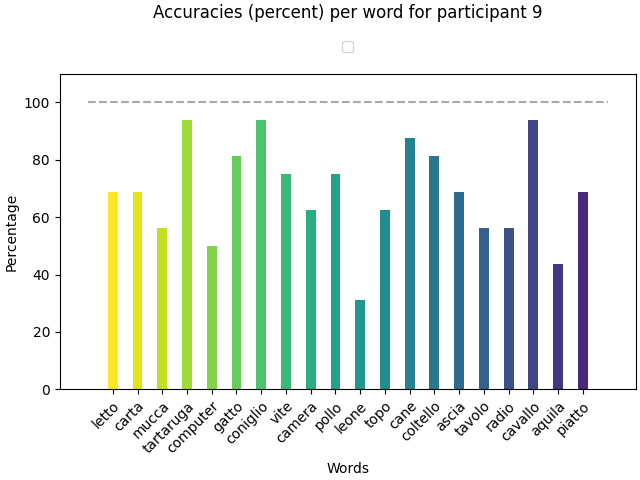 Accuracies (percent) per word for participant 9
100
80
60
40
20
0
Percentage
letto
carta
mucca
tartaruga
computer
gatto
coniglio
vite
camera
pollo
leone
topo
cane
coltello
ascia
tavolo
radio
cavallo
aquila
piatto
Words